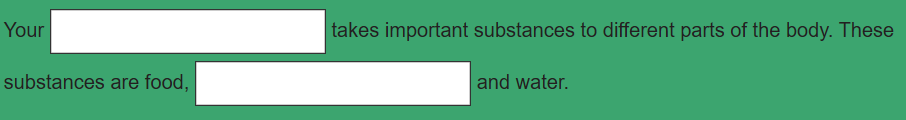 Your takes important substances to different parts of the body. These
substances are food, and water.